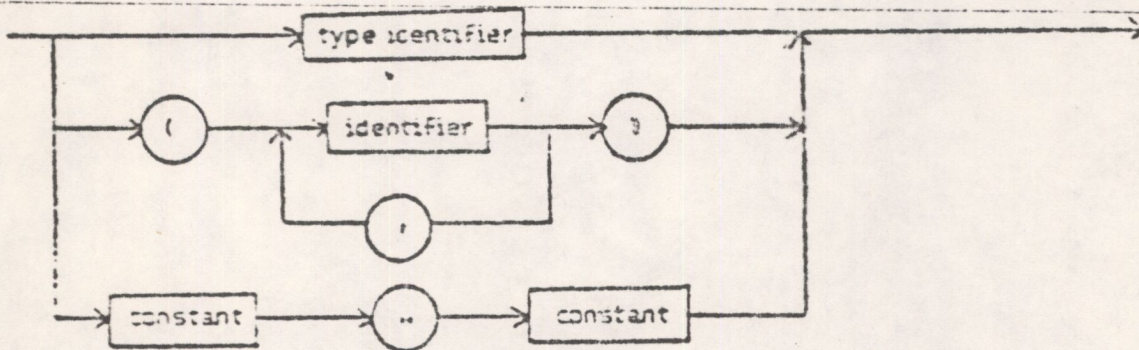 type identifier
( identifier )
,
constant .. constant